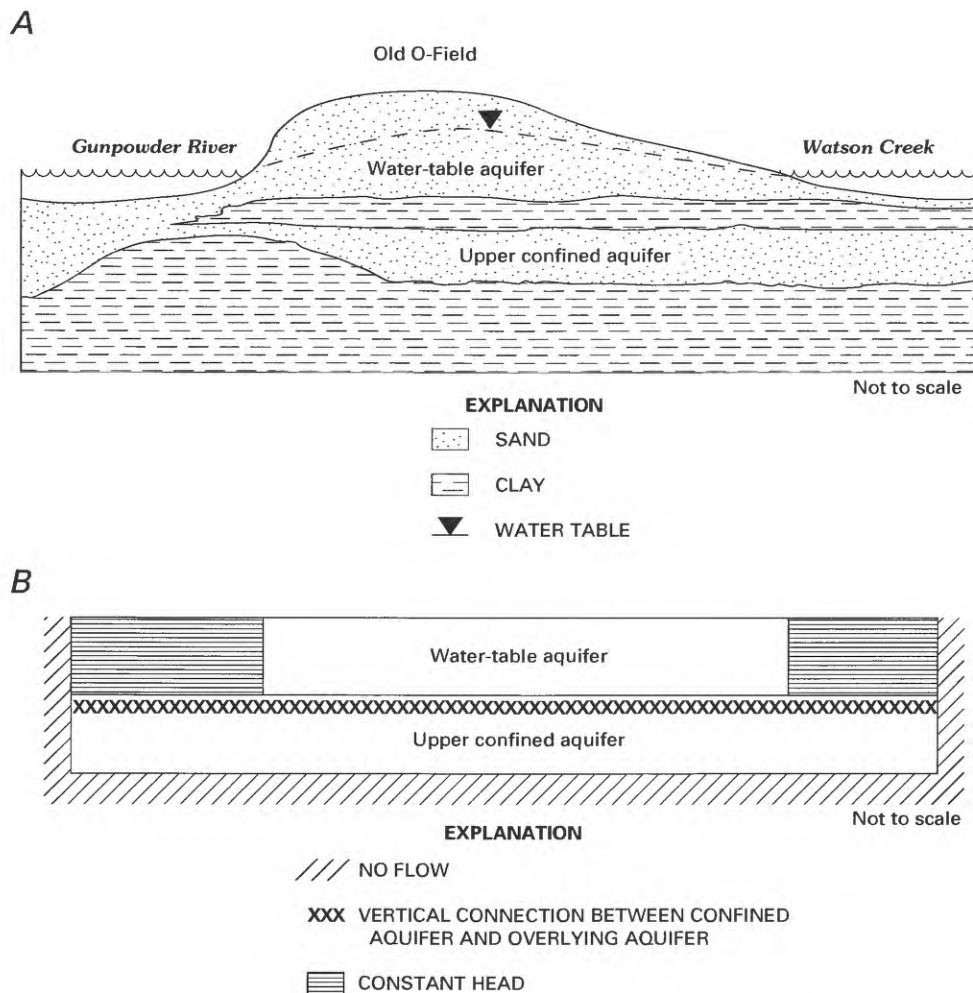 A
Old O-Field
Gunpowder River
Watson Creek
Water-table aquifer
Upper confined aquifer
Not to scale
EXPLANATION
SAND
CLAY
WATER TABLE
B
Water-table aquifer
XXXXXXXXXXXXXXXXXXXXXXXXXXXXXXXXXXXXXXXXXXXXXXXXXXXXXXXXXXXX
Upper confined aquifer
Not to scale
EXPLANATION
NO FLOW
XXX VERTICAL CONNECTION BETWEEN CONFINED
AQUIFER AND OVERLYING AQUIFER
CONSTANT HEAD